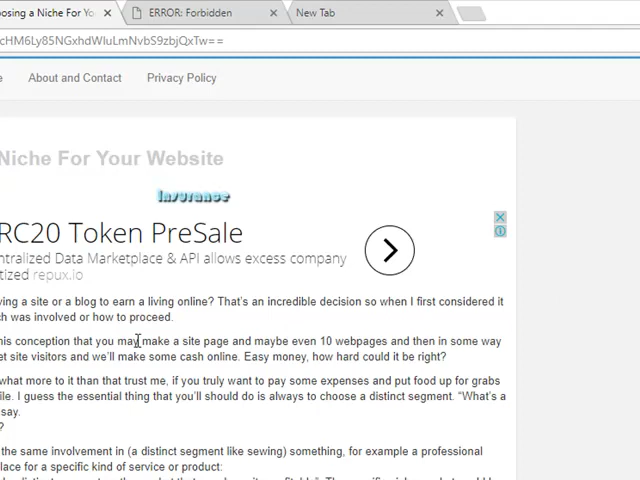 osing a Niche For Yo
ERROR: Forbidden
New Tab
cHM6Ly85NGxhdWIuLmNvbS9zbjQxTw==
e About and Contact Privacy Policy
Niche For Your Website
Insurance
RC20 Token PreSale
ntralized Data Marketplace & API allows excess company
tized repux.io
ving a site or a blog to earn a living online? That's an incredible decision so when I first considered it
ch was involved or how to proceed.
his conception that you may make a site page and maybe even 10 webpages and then in some way
et site visitors and we'll make some cash online. Easy money, how hard could it be right?
what more to it than that trust me, if you truly want to pay some expenses and put food up for grabs
ile. I guess the essential thing that you'll should do is always to choose a distinct segment. "What's a
say.
?
the same involvement in (a distinct segment like sewing) something, for example a professional
place for a specific kind of service or product: